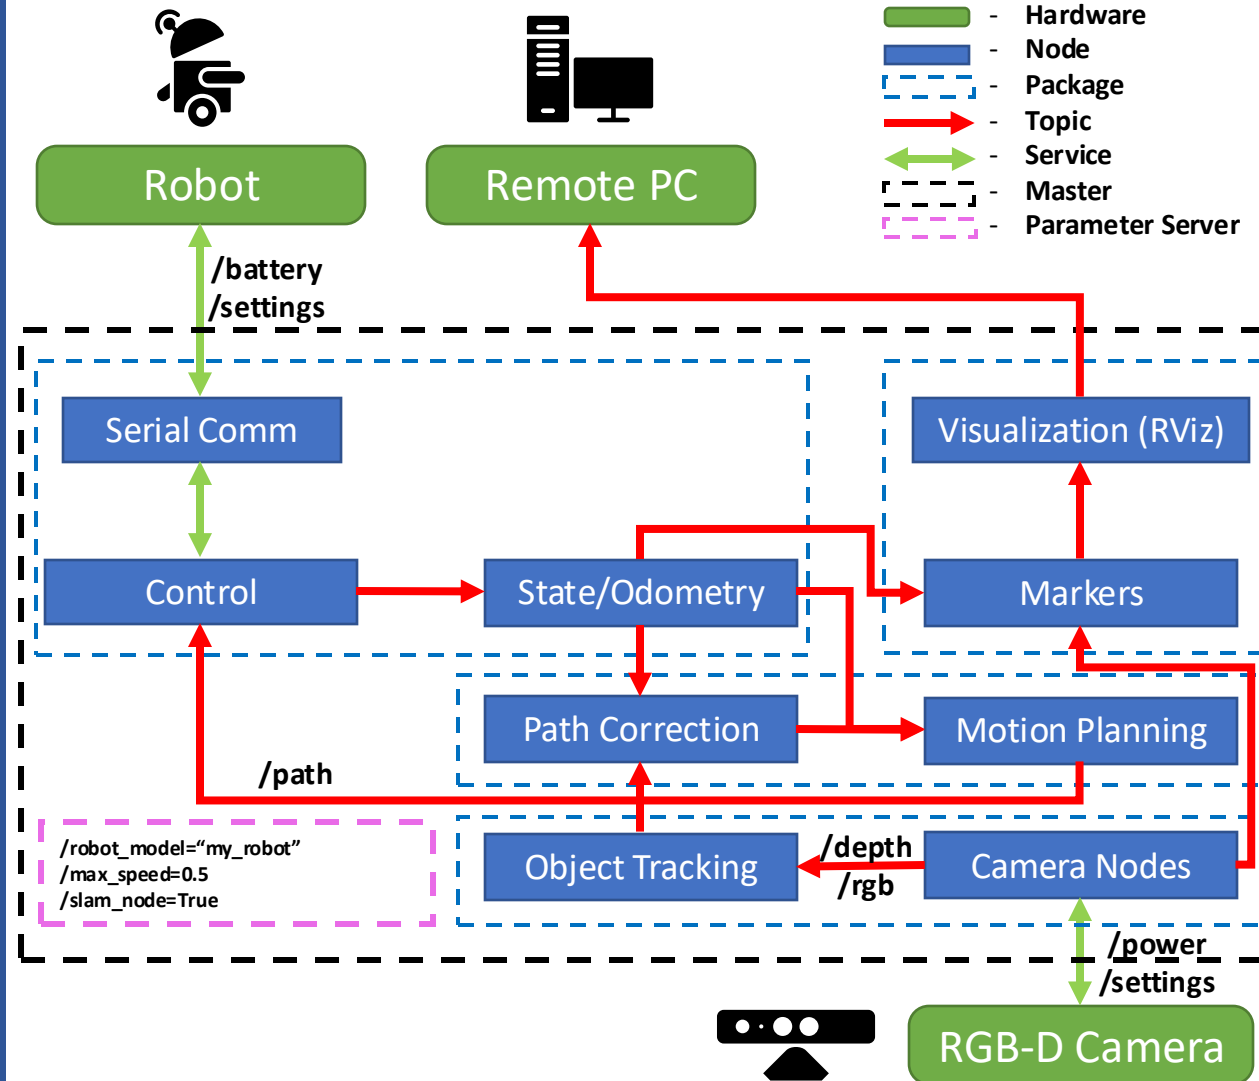 - Hardware
- Node
- Package
- Topic
- Service
- Master
- Parameter Server
Robot
Remote PC
/battery
/settings
Serial Comm
Visualization (RViz)
Control
State/Odometry
Markers
Path Correction
Motion Planning
/path
/robot_model=“my_robot”
/max_speed=0.5
/slam_node=True
Object Tracking
/depth
/rgb
Camera Nodes
/power
/settings
RGB-D Camera